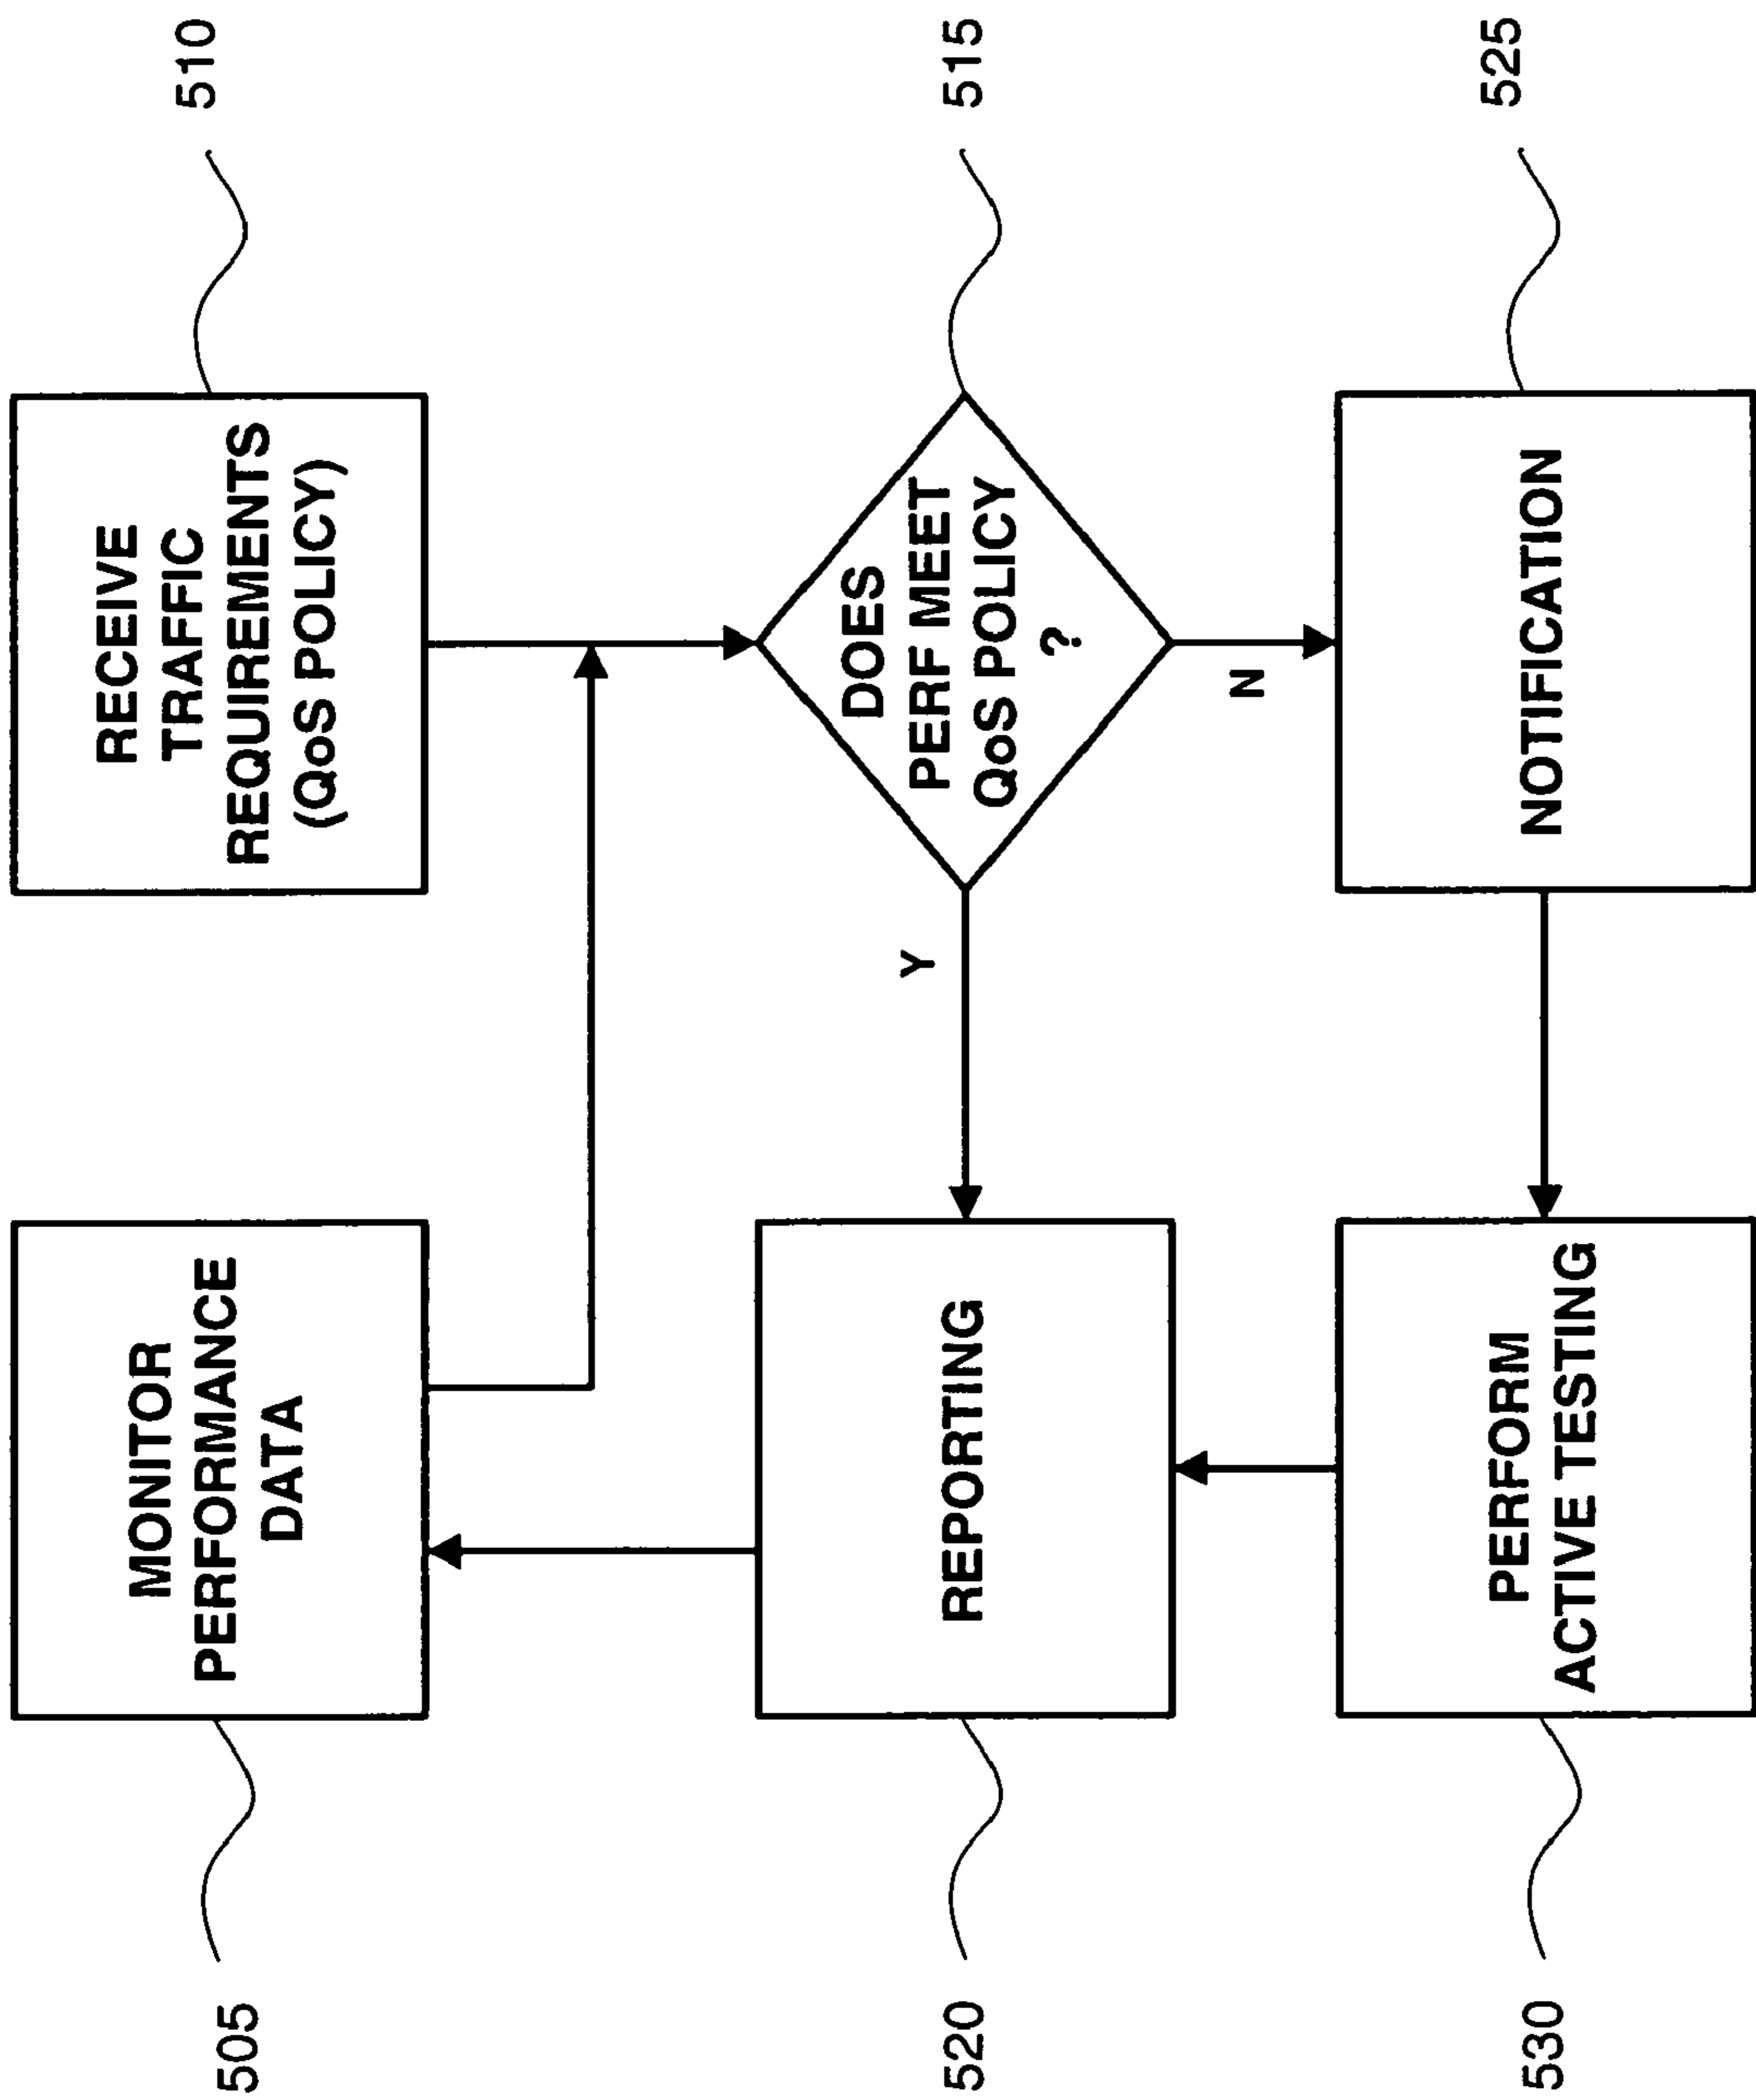 505
MONITOR
PERFORMANCE
DATA
RECEIVE
TRAFFIC
REQUIREMENTS
(QoS POLICY)
510
520
REPORTING
Y
DOES
PERF MEET
QoS POLICY
?
515
N
530
PERFORM
ACTIVE TESTING
NOTIFICATION
525